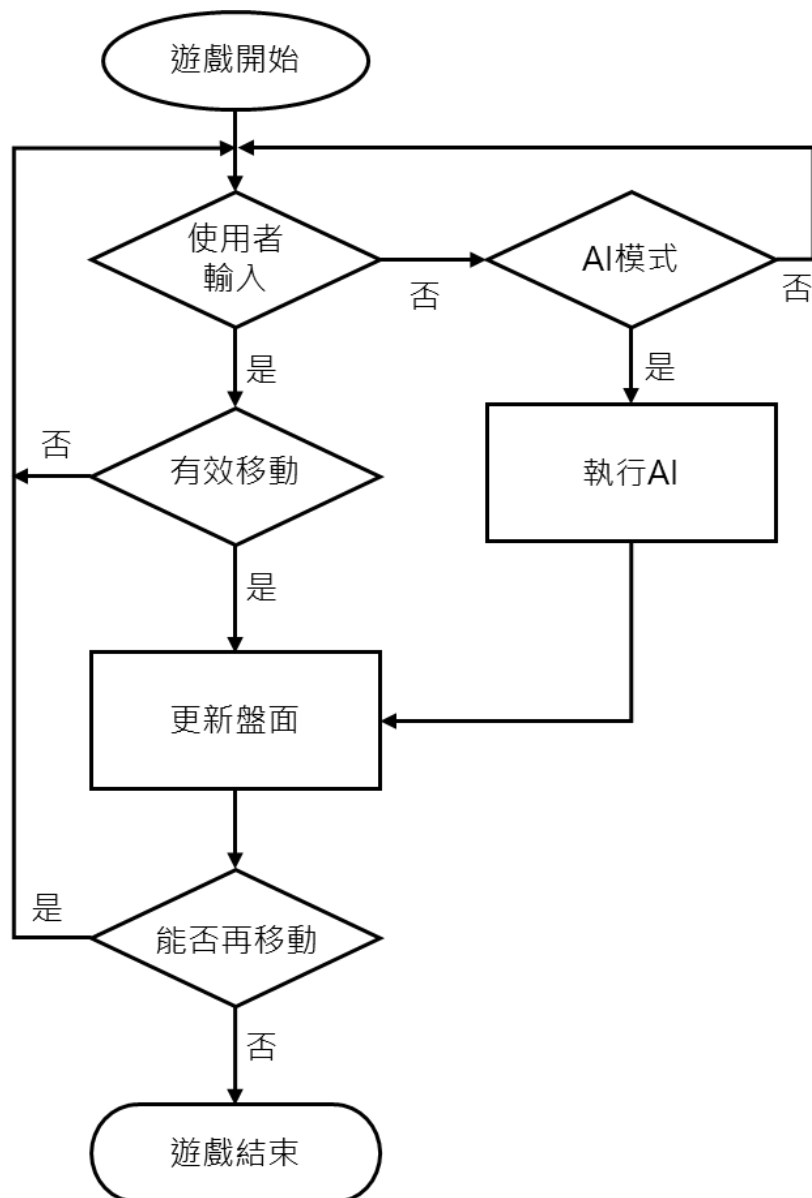 遊戲開始
使用者
輸入
否
AI模式
否
是
是
否
有效移動
執行AI
是
更新盤面
是
能否再移動
否
遊戲結束